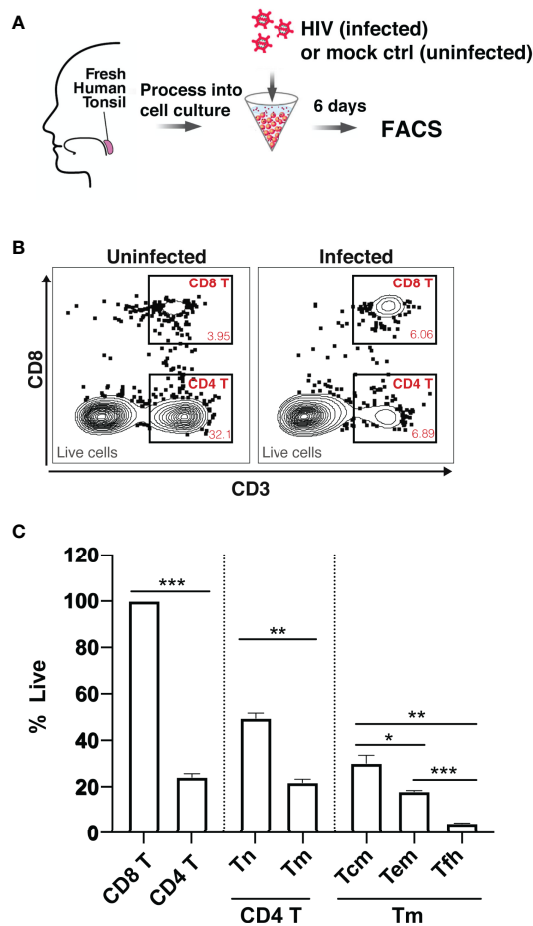 A
Fresh
Human
Tonsil
Process into
cell culture
HIV (infected)
or mock ctrl (uninfected)
6 days
FACS
B
Uninfected
Infected
CD8 T
3.95
CD4 T
32.1
Live cells
CD8 T
6.06
CD4 T
6.89
Live cells
CD8
CD3
C
% Live
120
100
80
60
40
20
0
***
**
**
*
***
CD8 T
CD4 T
Tn
Tm
Tcm
Tem
Tfh
CD4 T
Tm